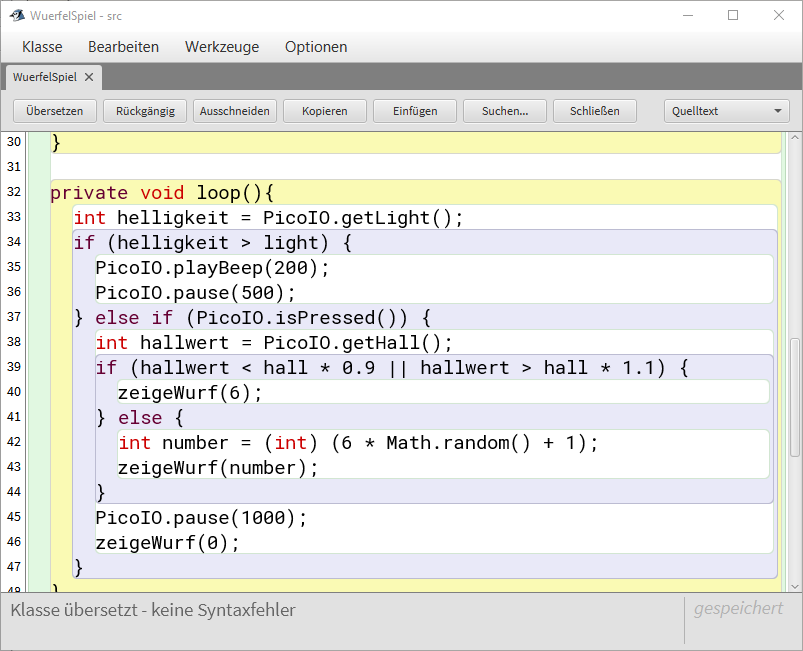 WuerfelSpiel - src
Klasse Bearbeiten Werkzeuge Optionen
WuerfelSpiel
Übersetzen Rückgängig Ausschneiden Kopieren Einfügen Suchen... Schließen Quelltext
30 }
31
32 private void loop(){
33 int helligkeit = PicoIO.getLight();
34 if (helligkeit > light) {
35 PicoIO.playBeep(200);
36 PicoIO.pause(500);
37 } else if (PicoIO.isPressed()) {
38 int hallwert = PicoIO.getHall();
39 if (hallwert < hall * 0.9 || hallwert > hall * 1.1) {
40 zeigeWurf(6);
41 } else {
42 int number = (int) (6 * Math.random() + 1);
43 zeigeWurf(number);
44 }
45 PicoIO.pause(1000);
46 zeigeWurf(0);
47 }
48 }
Klasse übersetzt - keine Syntaxfehler
gespeichert